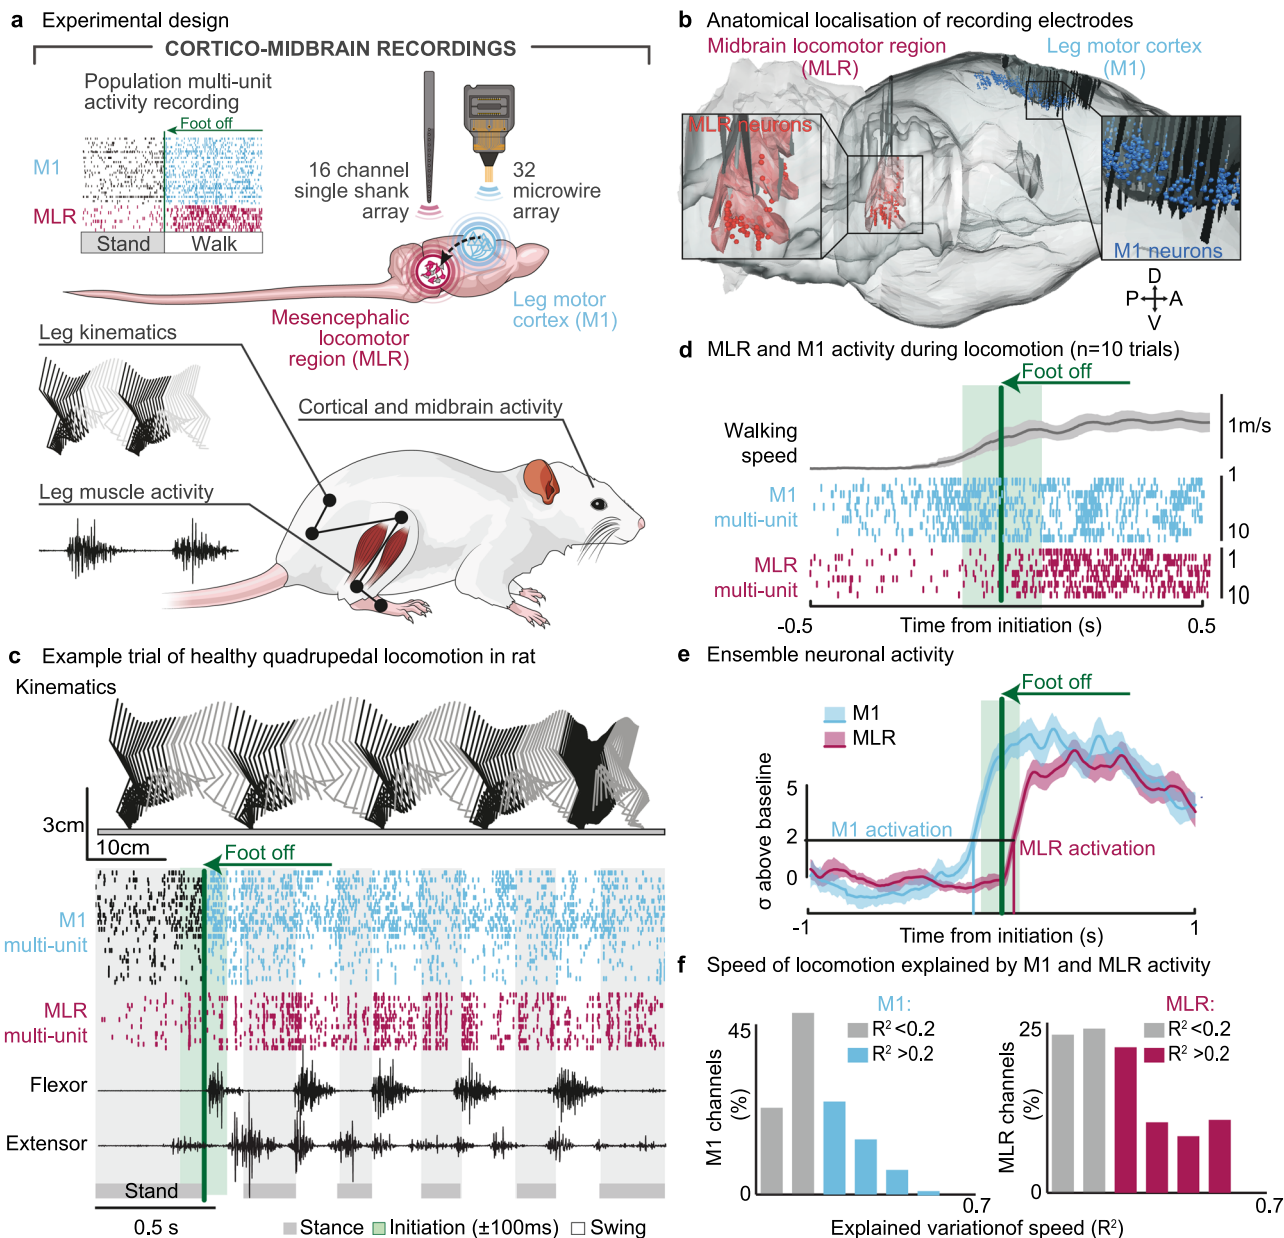 a Experimental design
CORTICO-MIDBRAIN RECORDINGS
Population multi-unit
activity recording
Foot off
M1
MLR
Stand
Walk
16 channel
single shank
array
32
microwire
array
Leg motor
cortex (M1)
Mesencephalic
locomotor
region (MLR)
Leg kinematics
Cortical and midbrain activity
Leg muscle activity
b Anatomical localisation of recording electrodes
Midbrain locomotor region
(MLR)
Leg motor cortex
(M1)
MLR neurons
M1 neurons
D
P A
V
c Example trial of healthy quadrupedal locomotion in rat
Kinematics
3cm
10cm
Foot off
M1
multi-unit
MLR
multi-unit
Flexor
Extensor
Stand
0.5 s
Stance
Initiation (±100ms)
Swing
d MLR and M1 activity during locomotion (n=10 trials)
Foot off
Walking
speed
1m/s
M1
multi-unit
1
10
MLR
multi-unit
1
10
-0.5
Time from initiation (s)
0.5
e Ensemble neuronal activity
Foot off
M1
MLR
σ above baseline
5
2
0
M1 activation
MLR activation
-1
Time from initiation (s)
1
f Speed of locomotion explained by M1 and MLR activity
M1:
R² <0.2
R² >0.2
M1 channels
(%)
45
0
0.7
MLR:
R² <0.2
R² >0.2
MLR channels
(%)
25
0
0.7
Explained variationof speed (R²)